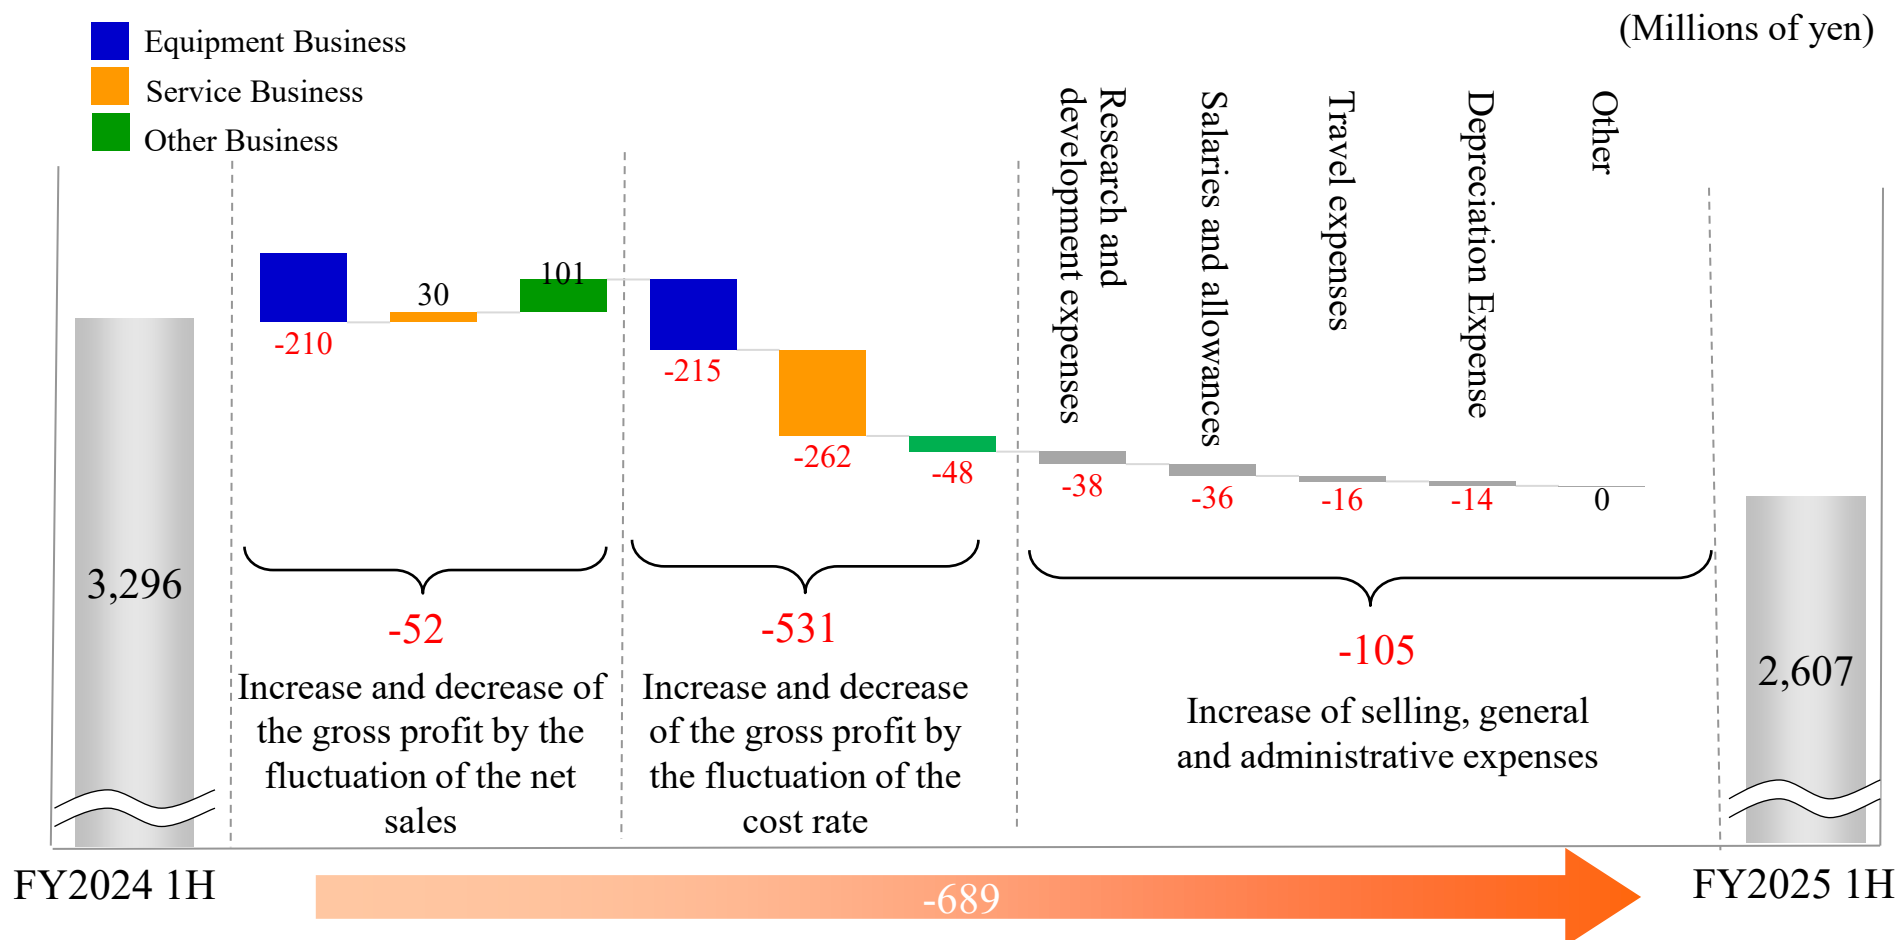 (Millions of yen)
Equipment Business
Service Business
Other Business
Research and
development expenses
Salaries and allowances
Travel expenses
Depreciation Expense
Other
3,296
-210
30
101
-215
-262
-48
-38
-36
-16
-14
0
2,607
-52
Increase and decrease of
the gross profit by the
fluctuation of the net
sales
-531
Increase and decrease
of the gross profit by
the fluctuation of the
cost rate
-105
Increase of selling, general
and administrative expenses
FY2024 1H
-689
FY2025 1H